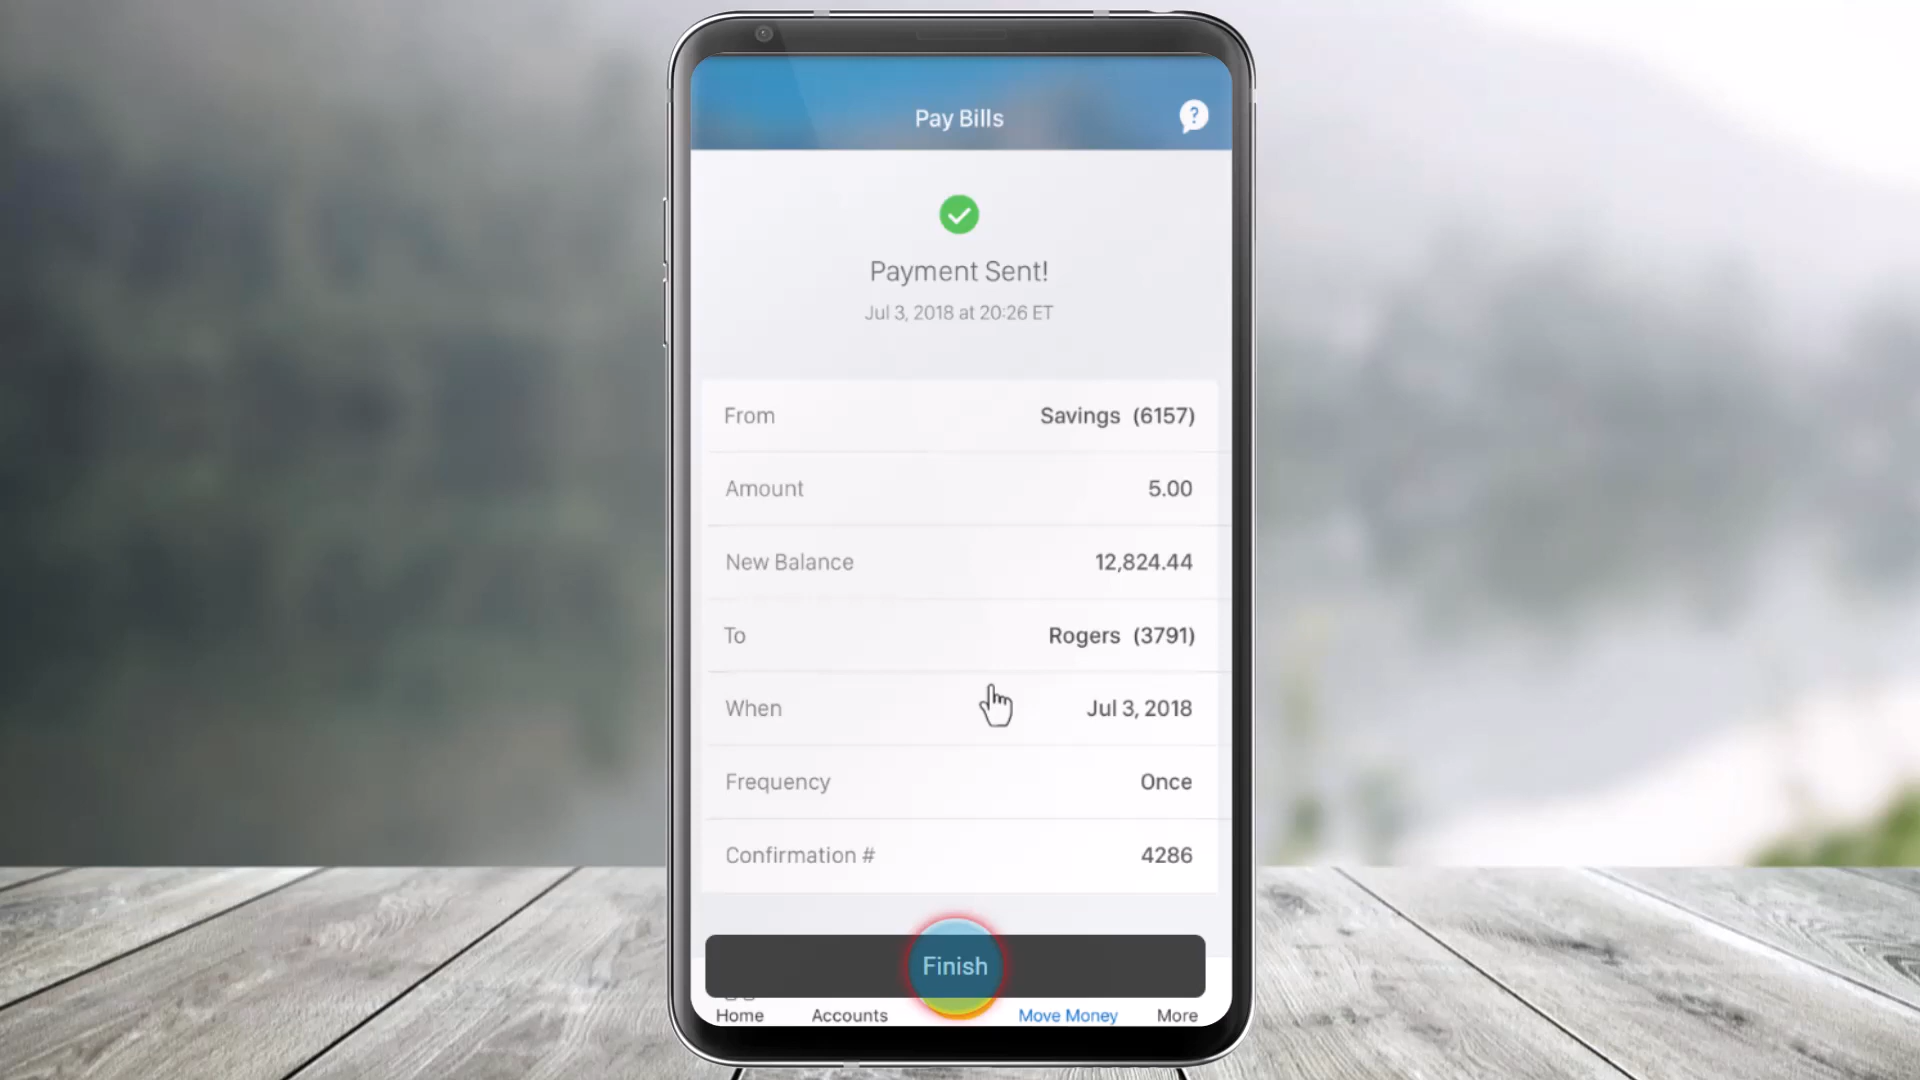 Pay Bills
?
Payment Sent!
Jul 3, 2018 at 20:26 ET
From Savings (6157)
Amount 5.00
New Balance 12,824.44
To Rogers (3791)
When Jul 3, 2018
Frequency Once
Confirmation # 4286
Finish
Home Accounts Move Money More